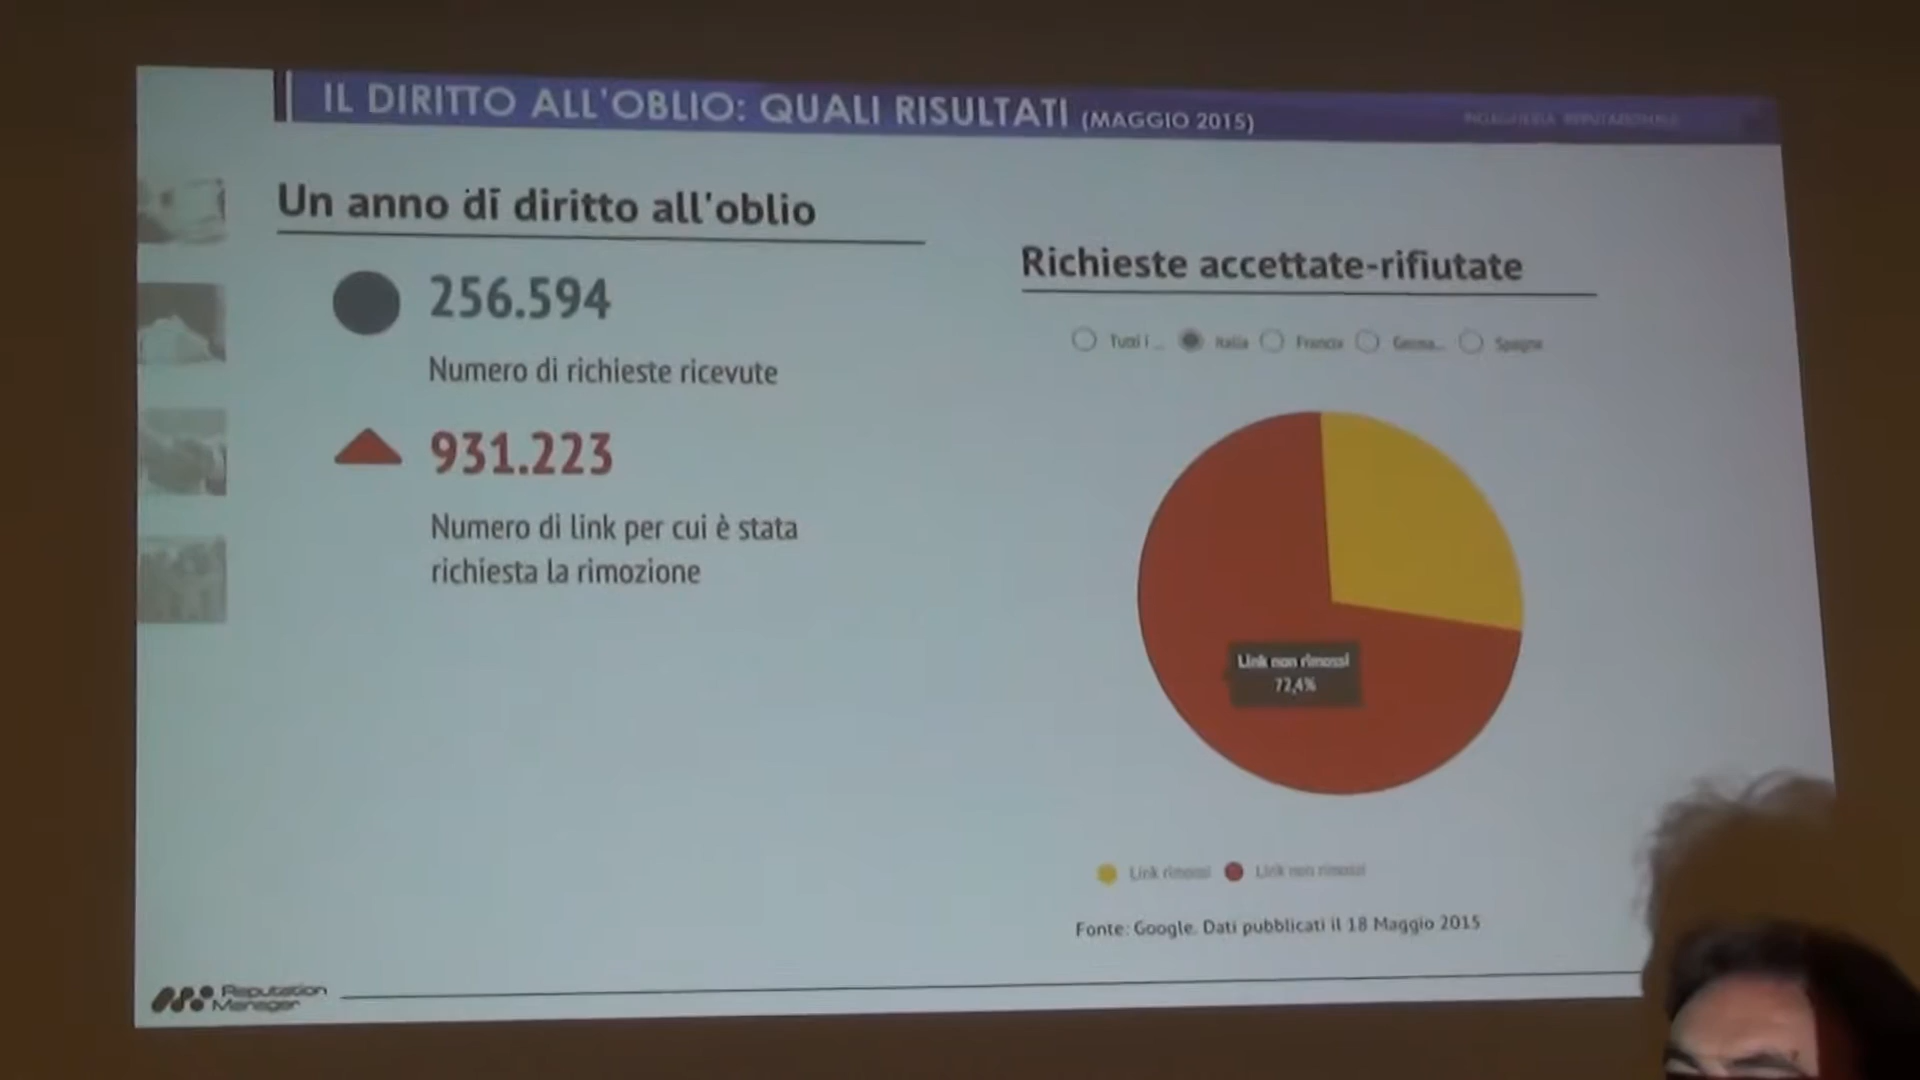 IL DIRITTO ALL'OBLIO: QUALI RISULTATI (MAGGIO 2015)
INGEGNERIA REPUTAZIONALE
Un anno di diritto all'oblio
256.594
Numero di richieste ricevute
931.223
Numero di link per cui è stata
richiesta la rimozione
Richieste accettate-rifiutate
Tutti i ... Italia Francia Germa... Spagna
Link non rimossi
72,4%
Link rimossi Link non rimossi
Fonte: Google. Dati pubblicati il 18 Maggio 2015
Reputation
Manager